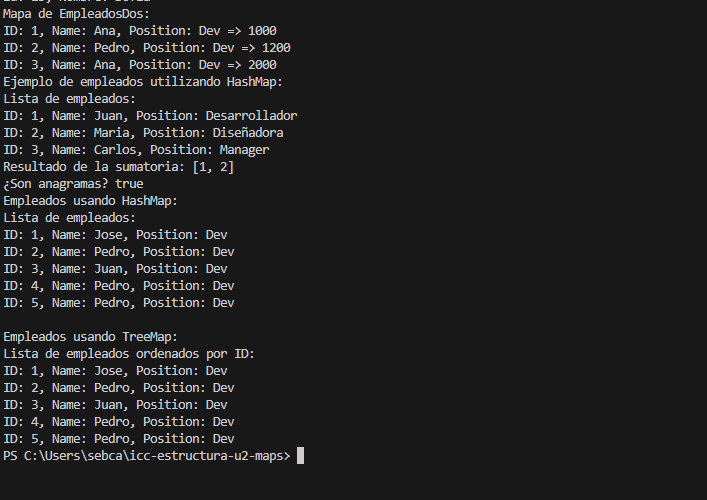 Mapa de EmpleadosDos:
ID: 1, Name: Ana, Position: Dev => 1000
ID: 2, Name: Pedro, Position: Dev => 1200
ID: 3, Name: Ana, Position: Dev => 2000
Ejemplo de empleados utilizando HashMap:
Lista de empleados:
ID: 1, Name: Juan, Position: Desarrollador
ID: 2, Name: Maria, Position: Diseñadora
ID: 3, Name: Carlos, Position: Manager
Resultado de la sumatoria: [1, 2]
¿Son anagramas? true
Empleados usando HashMap:
Lista de empleados:
ID: 1, Name: Jose, Position: Dev
ID: 2, Name: Pedro, Position: Dev
ID: 3, Name: Juan, Position: Dev
ID: 4, Name: Pedro, Position: Dev
ID: 5, Name: Pedro, Position: Dev

Empleados usando TreeMap:
Lista de empleados ordenados por ID:
ID: 1, Name: Jose, Position: Dev
ID: 2, Name: Pedro, Position: Dev
ID: 3, Name: Juan, Position: Dev
ID: 4, Name: Pedro, Position: Dev
ID: 5, Name: Pedro, Position: Dev
PS C:\Users\sebca\icc-estructura-u2-maps>